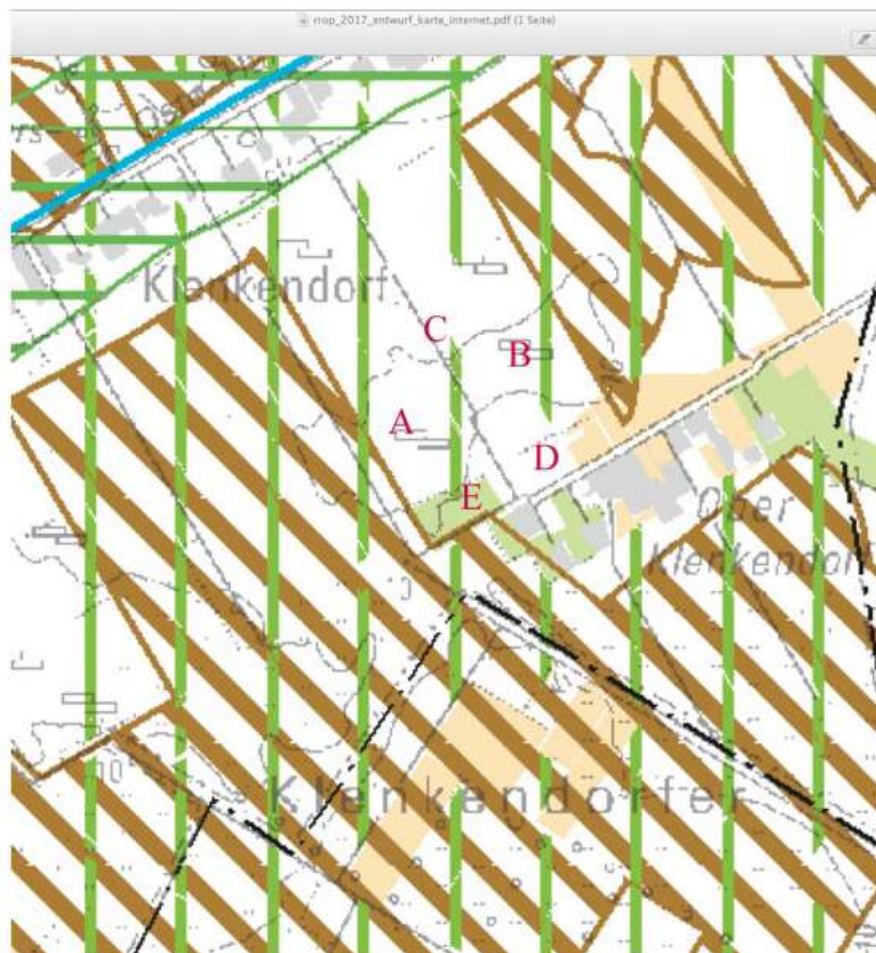 rrop_2017_entwurf_karte_internet.pdf (1 Seite)
Klenkendorf
C
B
A
D
E
Ober
Klenkendorf
Klenkendorfer